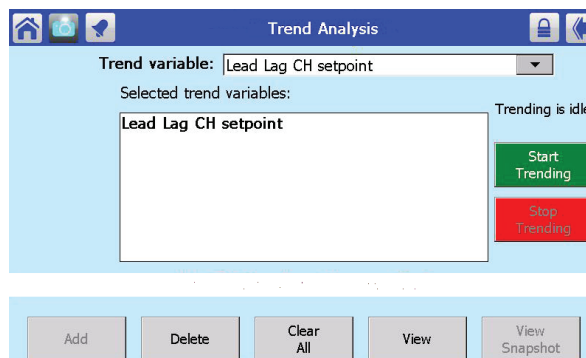 Trend Analysis
Trend variable: Lead Lag CH setpoint
Selected trend variables:
Lead Lag CH setpoint
Trending is idle
Start
Trending
Stop
Trending
Add
Delete
Clear
All
View
View
Snapshot